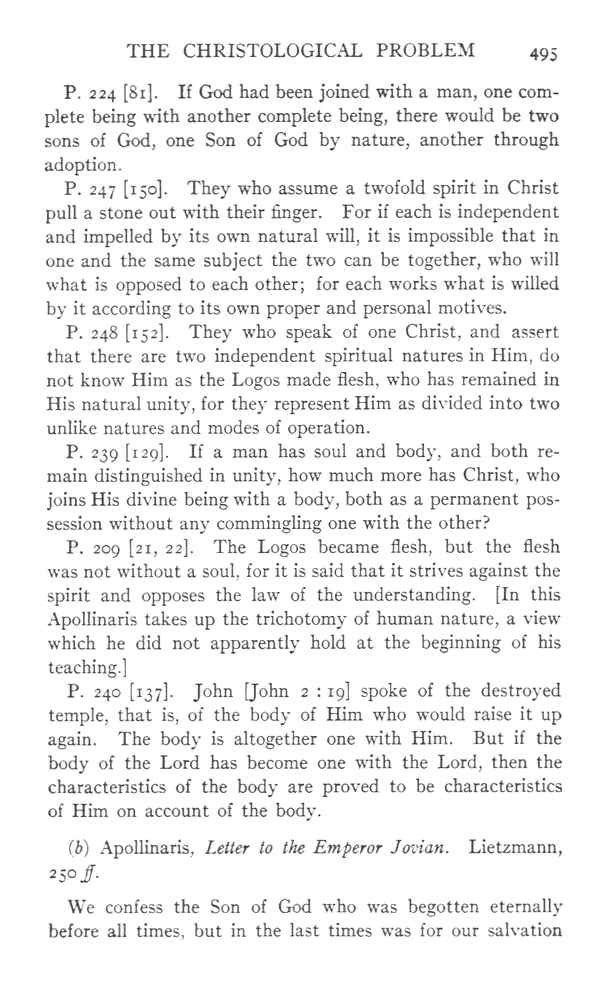 THE CHRISTOLOGICAL PROBLEM 495
P. 224 [81]. If God had been joined with a man, one com-
plete being with another complete being, there would be two
sons of God, one Son of God by nature, another through
adoption.
P. 247 [150]. They who assume a twofold spirit in Christ
pull a stone out with their finger. For if each is independent
and impelled by its own natural will, it is impossible that in
one and the same subject the two can be together, who will
what is opposed to each other; for each works what is willed
by it according to its own proper and personal motives.
P. 248 [152]. They who speak of one Christ, and assert
that there are two independent spiritual natures in Him, do
not know Him as the Logos made flesh, who has remained in
His natural unity, for they represent Him as divided into two
unlike natures and modes of operation.
P. 239 [129]. If a man has soul and body, and both re-
main distinguished in unity, how much more has Christ, who
joins His divine being with a body, both as a permanent pos-
session without any commingling one with the other?
P. 209 [21, 22]. The Logos became flesh, but the flesh
was not without a soul, for it is said that it strives against the
spirit and opposes the law of the understanding. [In this
Apollinaris takes up the trichotomy of human nature, a view
which he did not apparently hold at the beginning of his
teaching.]
P. 240 [137]. John [John 2 : 19] spoke of the destroyed
temple, that is, of the body of Him who would raise it up
again. The body is altogether one with Him. But if the
body of the Lord has become one with the Lord, then the
characteristics of the body are proved to be characteristics
of Him on account of the body.
(b) Apollinaris, Letter to the Emperor Jovian. Lietzmann,
250 ff.
We confess the Son of God who was begotten eternally
before all times, but in the last times was for our salvation